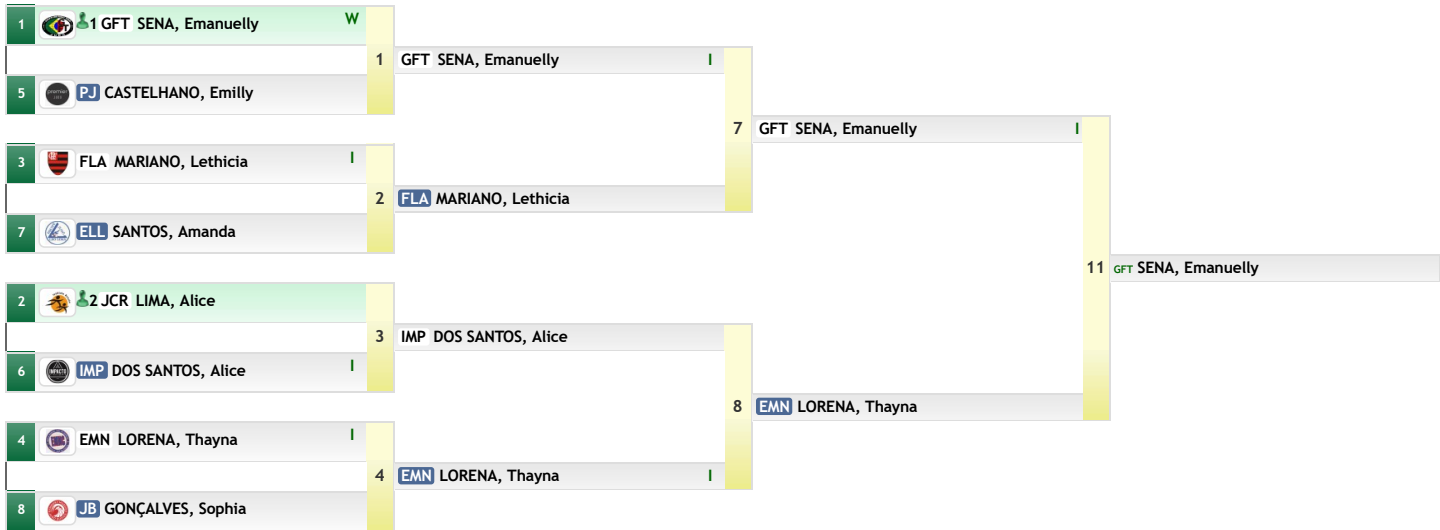 1 1 GFT SENA, Emanuelly W
1 GFT SENA, Emanuelly I
5 PJ CASTELHANO, Emilly
7 GFT SENA, Emanuelly I
3 FLA MARIANO, Lethicia I
2 FLA MARIANO, Lethicia
7 ELL SANTOS, Amanda
11 GFT SENA, Emanuelly
2 2 JCR LIMA, Alice
3 IMP DOS SANTOS, Alice
6 IMP DOS SANTOS, Alice I
8 EMN LORENA, Thayna
4 EMN LORENA, Thayna I
4 EMN LORENA, Thayna I
8 JB GONÇALVES, Sophia